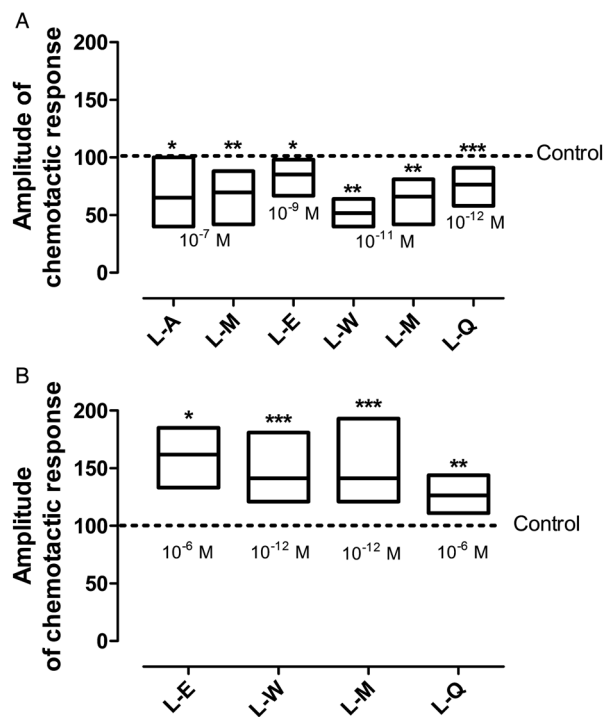 A
Amplitude of
chemotactic response
200
150
100
50
0
* ** * ** ** ***
Control
10⁻⁷ M 10⁻⁹ M 10⁻¹¹ M 10⁻¹² M
L-A L-M L-E L-W L-M L-Q
B
Amplitude
of chemotactic response
200
150
100
50
0
* *** *** **
Control
10⁻⁶ M 10⁻¹² M 10⁻¹² M 10⁻⁶ M
L-E L-W L-M L-Q